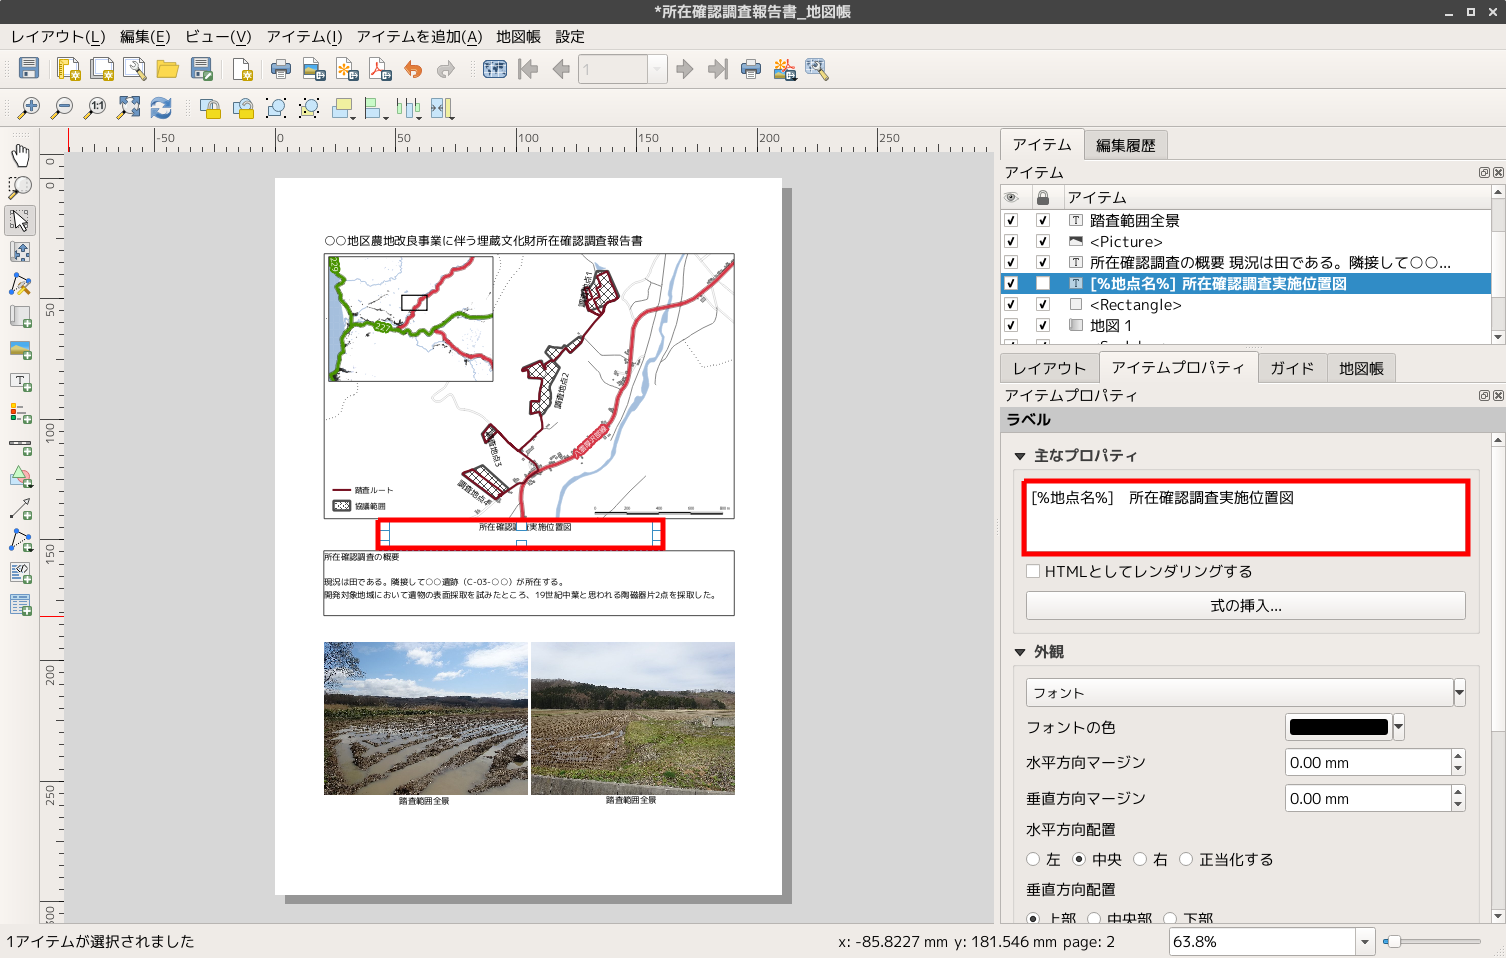 *所在確認調査報告書_地図帳
レイアウト(L) 編集(E) ビュー(V) アイテム(I) アイテムを追加(A) 地図帳 設定
1
1:1
-50 0 50 100 150 200 250
0
0
50
100
150
200
250
300
○○地区農地改良事業に伴う埋蔵文化財所在確認調査報告書
229
227
調査地点1
調査地点2
調査地点3
調査地点4
踏査ルート
協議範囲
所在確認調査実施位置図
所在確認調査の概要
現況は田である。隣接して○○遺跡（C-03-○○）が所在する。
開発対象地域において遺物の表面採取を試みたところ、19世紀中葉と思われる陶磁器片2点を採取した。
踏査範囲全景
踏査範囲全景
アイテム 編集履歴
アイテム
アイテム
踏査範囲全景
<Picture>
所在確認調査の概要 現況は田である。隣接して○○...
[%地点名%] 所在確認調査実施位置図
<Rectangle>
地図 1
レイアウト アイテムプロパティ ガイド 地図帳
アイテムプロパティ
ラベル
主なプロパティ
[%地点名%]　所在確認調査実施位置図
HTMLとしてレンダリングする
式の挿入...
外観
フォント
フォントの色
水平方向マージン 0.00 mm
垂直方向マージン 0.00 mm
水平方向配置
左 中央 右 正当化する
垂直方向配置
上部 中央部 下部
1アイテムが選択されました
x: -85.8227 mm y: 181.546 mm page: 2
63.8%